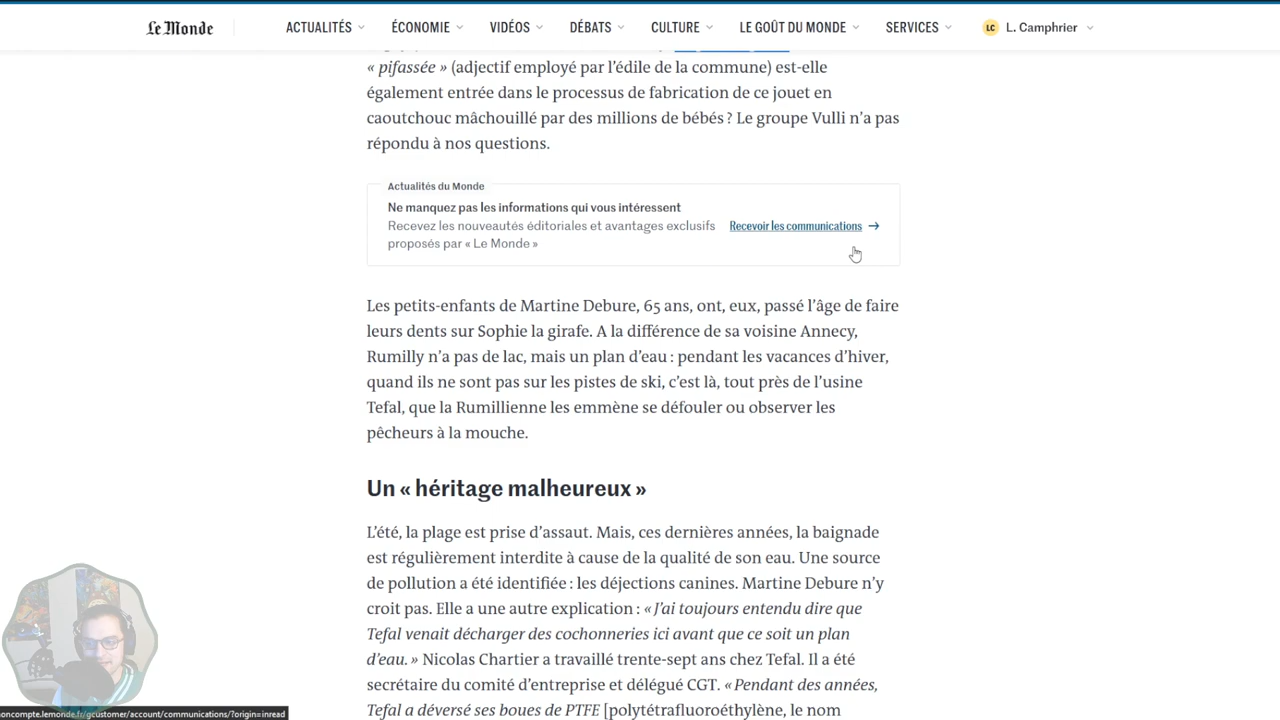 Le Monde
ACTUALITÉS ÉCONOMIE VIDÉOS DÉBATS CULTURE LE GOÛT DU MONDE SERVICES LC L. Camphrier
« pifassée » (adjectif employé par l’édile de la commune) est-elle
également entrée dans le processus de fabrication de ce jouet en
caoutchouc mâchouillé par des millions de bébés ? Le groupe Vulli n’a pas
répondu à nos questions.
Actualités du Monde
Ne manquez pas les informations qui vous intéressent
Recevez les nouveautés éditoriales et avantages exclusifs
proposés par « Le Monde »
Recevoir les communications →
Les petits-enfants de Martine Debure, 65 ans, ont, eux, passé l’âge de faire
leurs dents sur Sophie la girafe. A la différence de sa voisine Annecy,
Rumilly n’a pas de lac, mais un plan d’eau : pendant les vacances d’hiver,
quand ils ne sont pas sur les pistes de ski, c’est là, tout près de l’usine
Tefal, que la Rumillienne les emmène se défouler ou observer les
pêcheurs à la mouche.
Un « héritage malheureux »
L’été, la plage est prise d’assaut. Mais, ces dernières années, la baignade
est régulièrement interdite à cause de la qualité de son eau. Une source
de pollution a été identifiée : les déjections canines. Martine Debure n’y
croit pas. Elle a une autre explication : « J’ai toujours entendu dire que
Tefal venait décharger des cochonneries ici avant que ce soit un plan
d’eau. » Nicolas Chartier a travaillé trente-sept ans chez Tefal. Il a été
secrétaire du comité d’entreprise et délégué CGT. « Pendant des années,
Tefal a déversé ses boues de PTFE [polytétrafluoroéthylène, le nom
oncompte.lemonde.fr/gcustomer/account/communications/?origin=inread